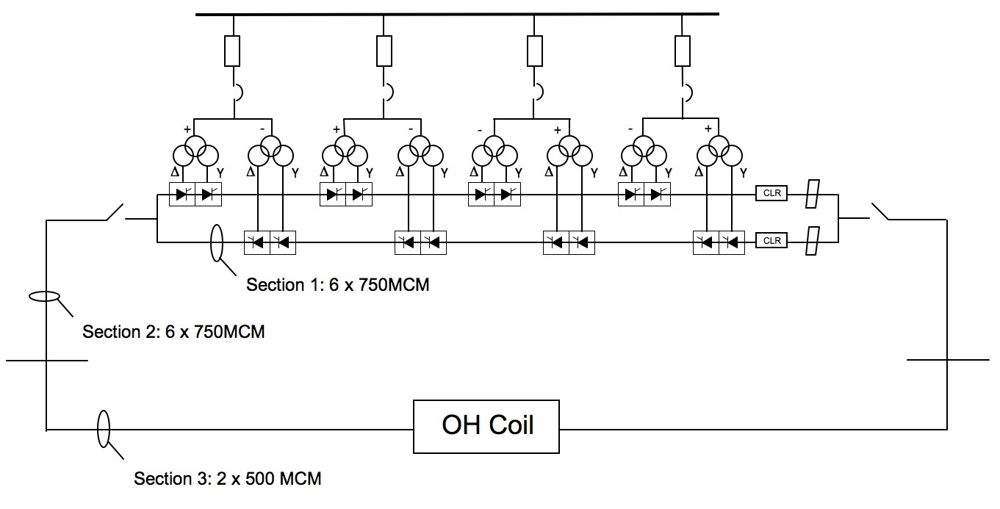 + - + - - + - +
Δ Y Δ Y Δ Y Δ Y Δ Y Δ Y Δ Y Δ Y
CLR
CLR
Section 1: 6 x 750MCM
Section 2: 6 x 750MCM
OH Coil
Section 3: 2 x 500 MCM